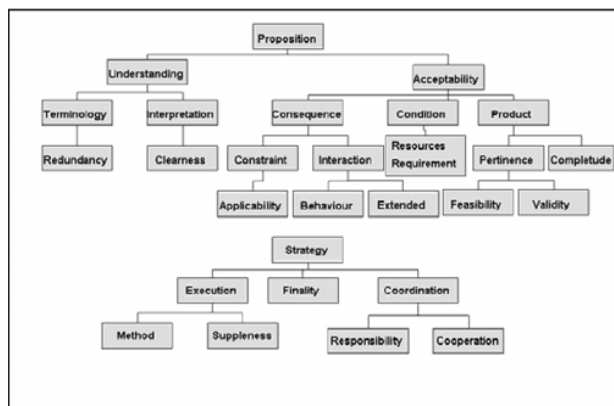 Proposition
Understanding
Acceptability
Terminology
Interpretation
Consequence
Condition
Product
Redundancy
Clearness
Constraint
Interaction
Resources
Requirement
Pertinence
Completude
Applicability
Behaviour
Extended
Feasibility
Validity
Strategy
Execution
Finality
Coordination
Method
Suppleness
Responsibility
Cooperation